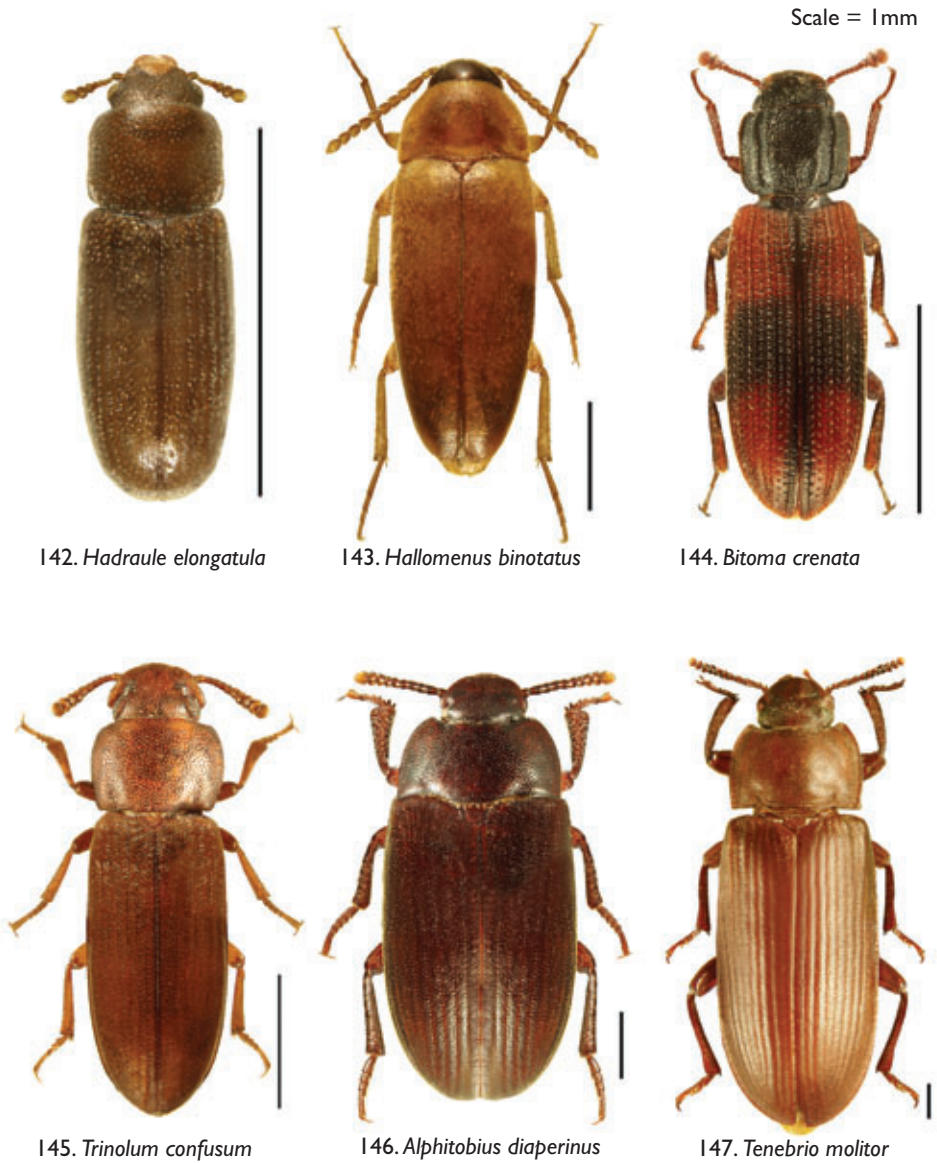 Scale = 1mm
142. Hadraule elongatula
143. Hallomenus binotatus
144. Bitoma crenata
145. Trinolum confusum
146. Alphitobius diaperinus
147. Tenebrio molitor